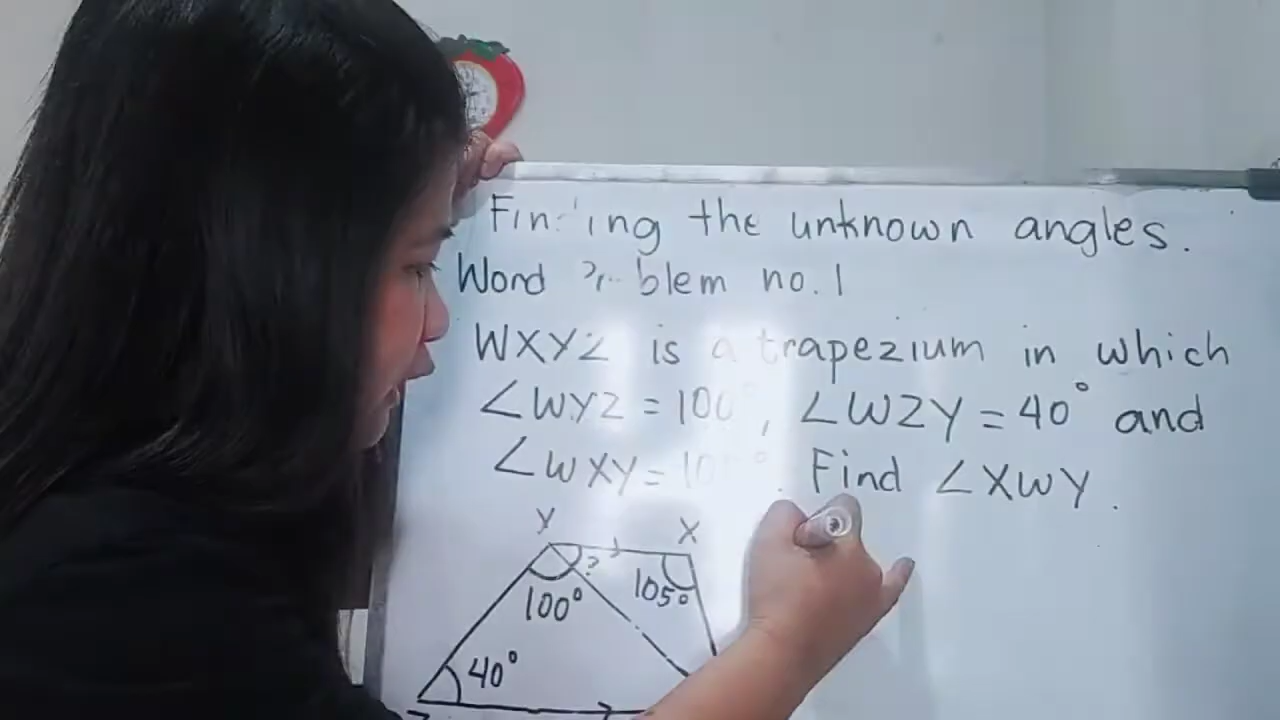 Finding the unknown angles.
Word Problem no. 1
WXYZ is a trapezium in which
∠WYZ = 100°, ∠WZY = 40° and
∠WXY = 105°. Find ∠XWY.
Y X
? 105°
100°
40°